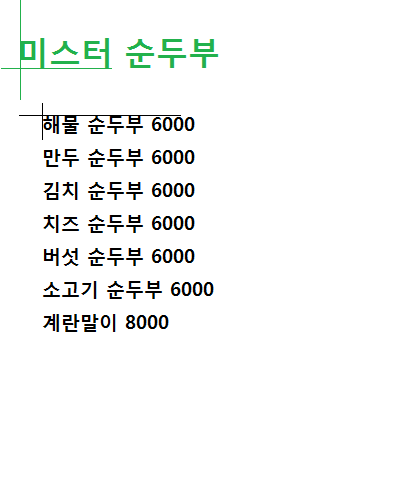 미스터 순두부
해물 순두부 6000
만두 순두부 6000
김치 순두부 6000
치즈 순두부 6000
버섯 순두부 6000
소고기 순두부 6000
계란말이 8000